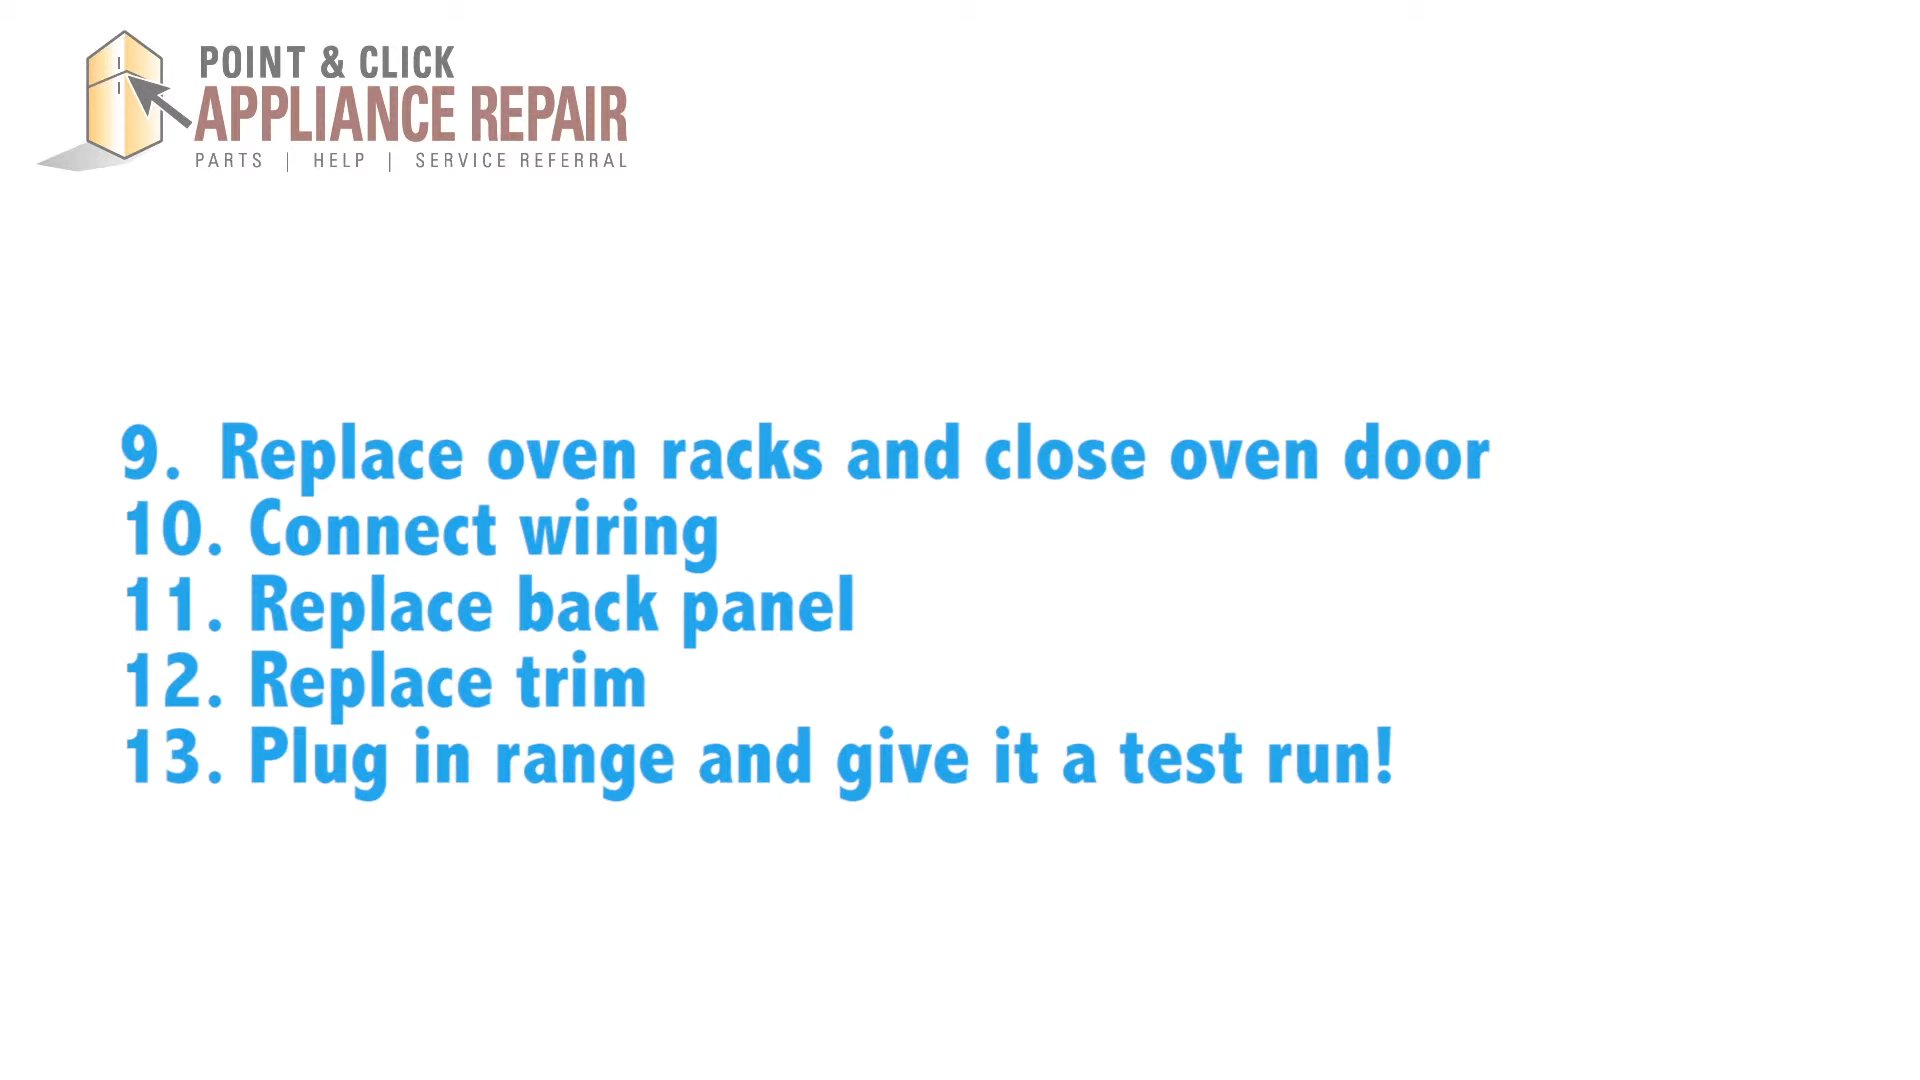 POINT & CLICK
APPLIANCE REPAIR
PARTS | HELP | SERVICE REFERRAL
9. Replace oven racks and close oven door
10. Connect wiring
11. Replace back panel
12. Replace trim
13. Plug in range and give it a test run!